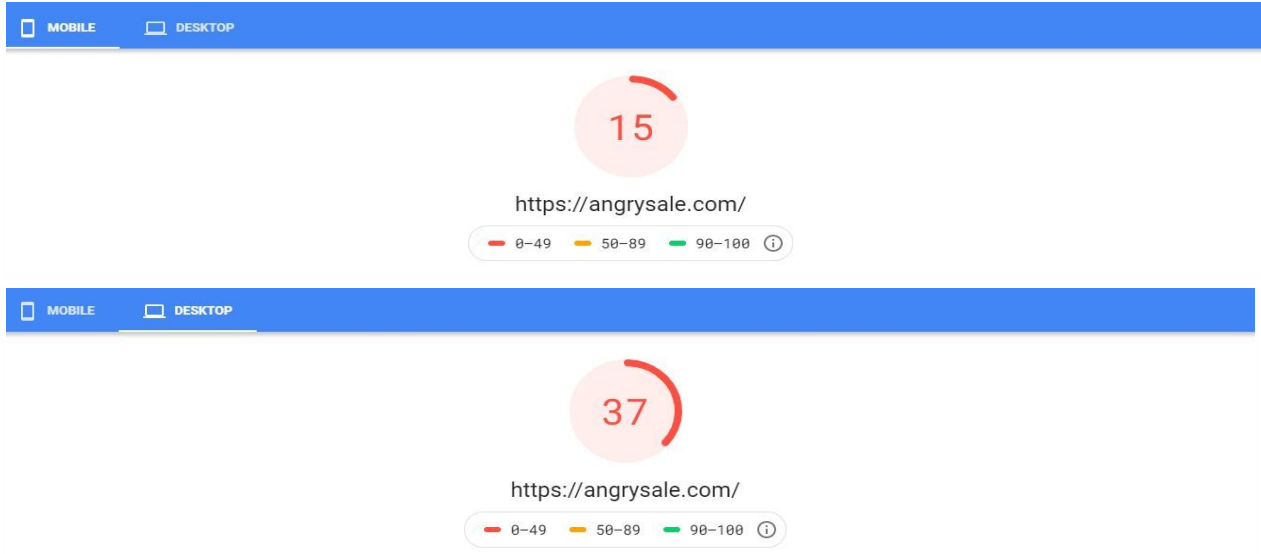 MOBILE DESKTOP
15
https://angrysale.com/
0–49 50–89 90–100
MOBILE DESKTOP
37
https://angrysale.com/
0–49 50–89 90–100